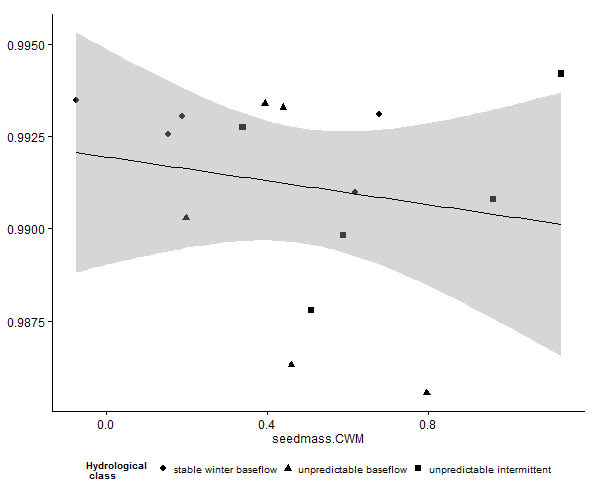 0.9950
0.9925
0.9900
0.9875
0.0 0.4 0.8
seedmass.CWM
Hydrological
class
stable winter baseflow unpredictable baseflow unpredictable intermittent